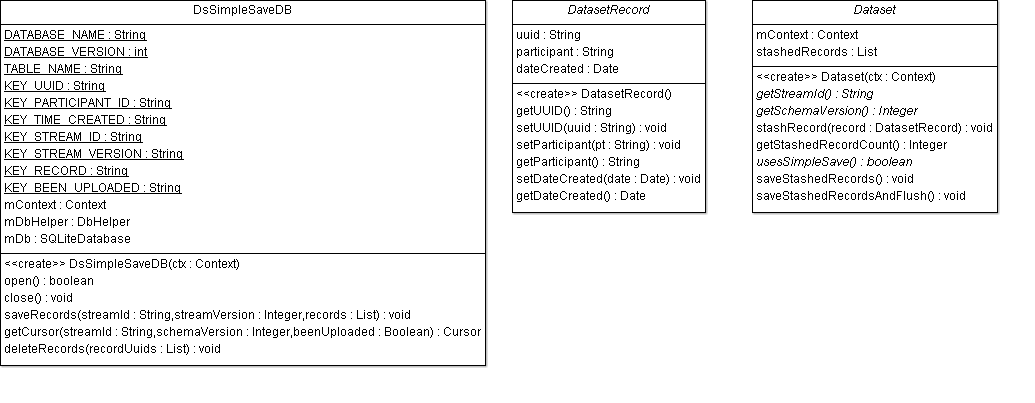 DsSimpleSaveDB
DATABASE_NAME : String
DATABASE_VERSION : int
TABLE_NAME : String
KEY_UUID : String
KEY_PARTICIPANT_ID : String
KEY_TIME_CREATED : String
KEY_STREAM_ID : String
KEY_STREAM_VERSION : String
KEY_RECORD : String
KEY_BEEN_UPLOADED : String
mContext : Context
mDbHelper : DbHelper
mDb : SQLiteDatabase
<<create>> DsSimpleSaveDB(ctx : Context)
open() : boolean
close() : void
saveRecords(streamId : String,streamVersion : Integer,records : List) : void
getCursor(streamId : String,schemaVersion : Integer,beenUploaded : Boolean) : Cursor
deleteRecords(recordUuids : List) : void
DatasetRecord
uuid : String
participant : String
dateCreated : Date
<<create>> DatasetRecord()
getUUID() : String
setUUID(uuid : String) : void
setParticipant(pt : String) : void
getParticipant() : String
setDateCreated(date : Date) : void
getDateCreated() : Date
Dataset
mContext : Context
stashedRecords : List
<<create>> Dataset(ctx : Context)
getStreamId() : String
getSchemaVersion() : Integer
stashRecord(record : DatasetRecord) : void
getStashedRecordCount() : Integer
usesSimpleSave() : boolean
saveStashedRecords() : void
saveStashedRecordsAndFlush() : void